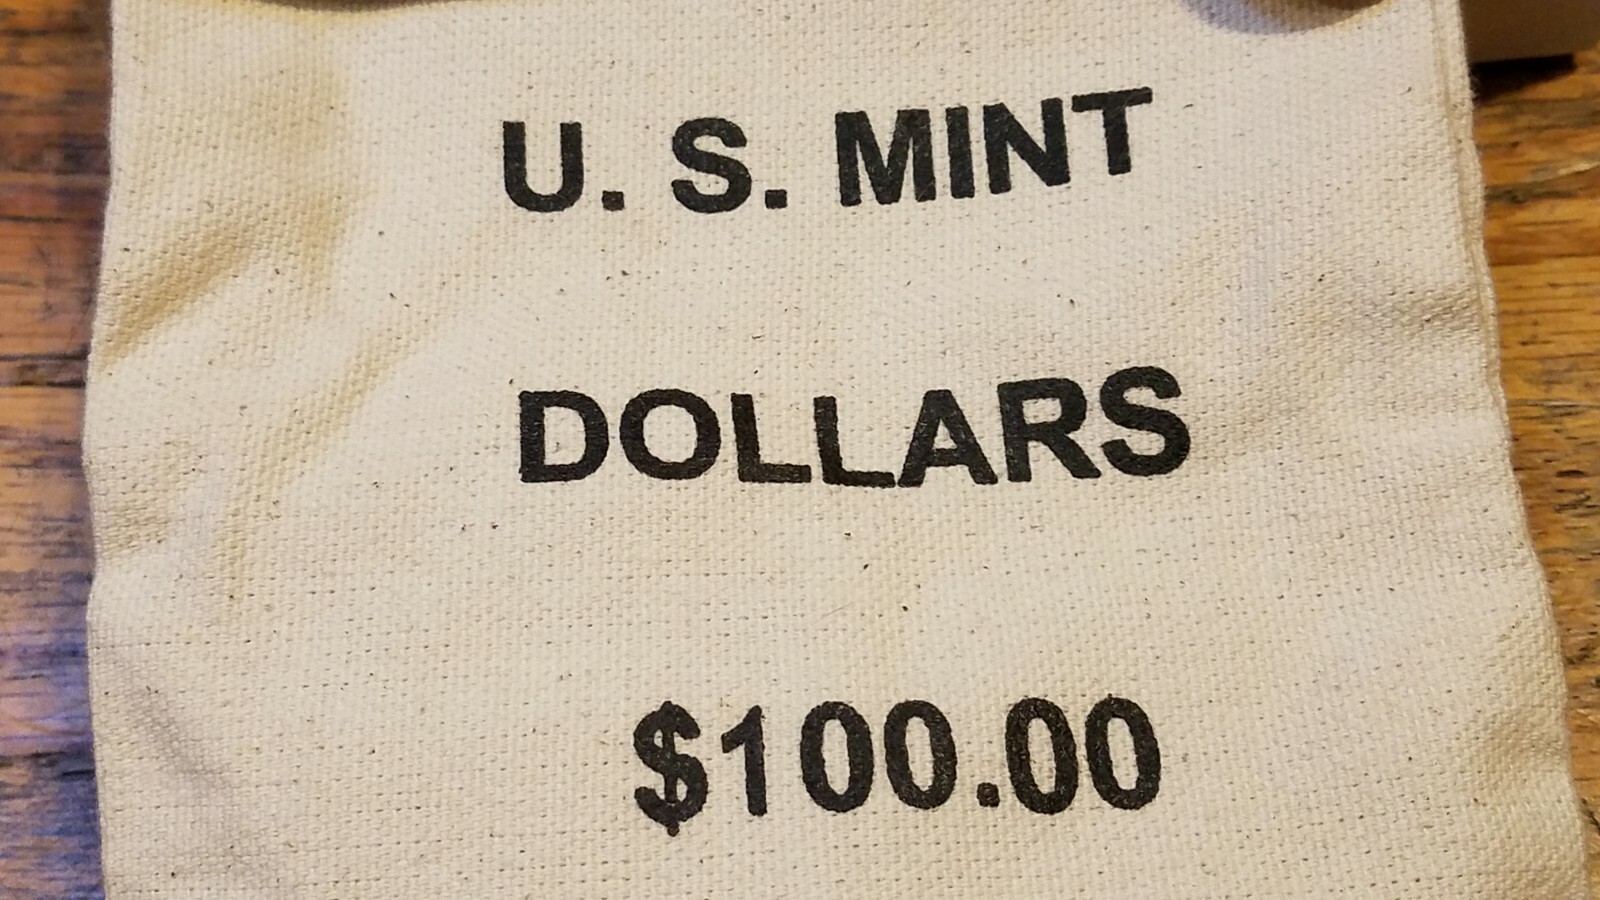 U. S. MINT
DOLLARS
$100.00